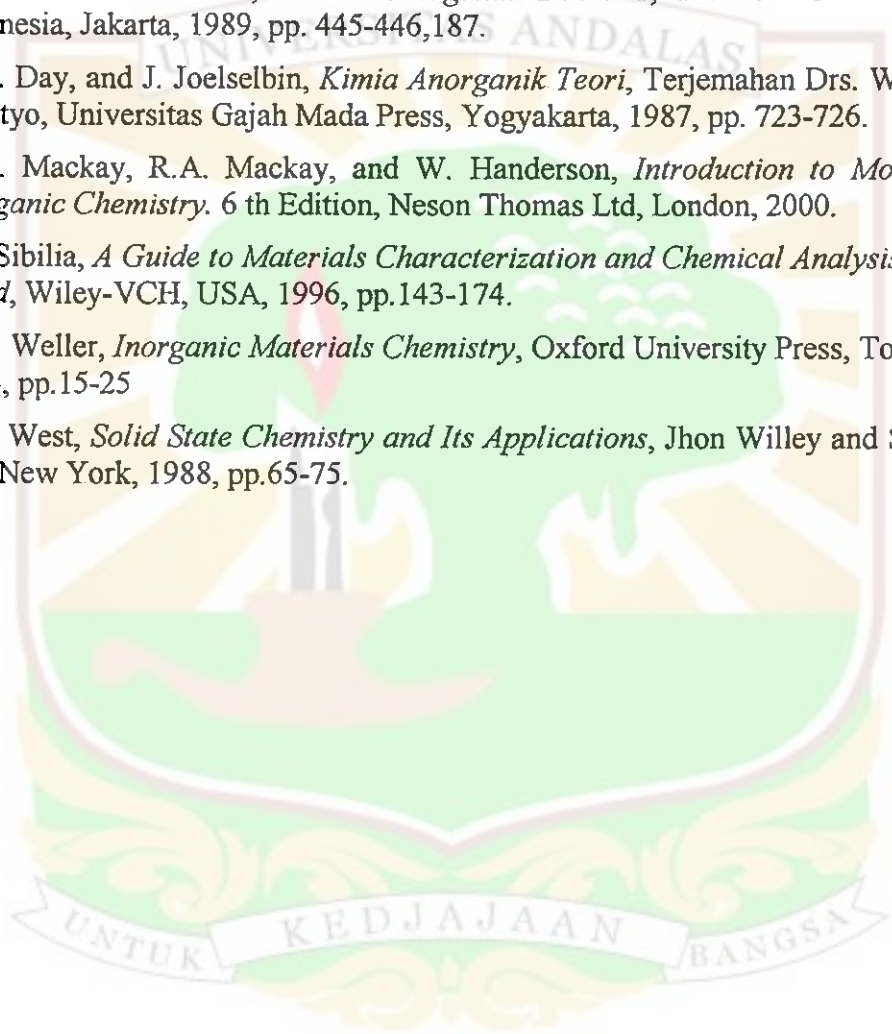 nesia, Jakarta, 1989, pp. 445-446,187.
UNIVERSITAS ANDALAS
. Day, and J. Joelselbin, Kimia Anorganik Teori, Terjemahan Drs. W
tyo, Universitas Gajah Mada Press, Yogyakarta, 1987, pp. 723-726.
. Mackay, R.A. Mackay, and W. Handerson, Introduction to Mo
ganic Chemistry. 6 th Edition, Neson Thomas Ltd, London, 2000.
Sibilia, A Guide to Materials Characterization and Chemical Analysis
d, Wiley-VCH, USA, 1996, pp.143-174.
Weller, Inorganic Materials Chemistry, Oxford University Press, To
, pp.15-25
West, Solid State Chemistry and Its Applications, Jhon Willey and S
New York, 1988, pp.65-75.
UNTUK KEDJAJAAN BANGSA